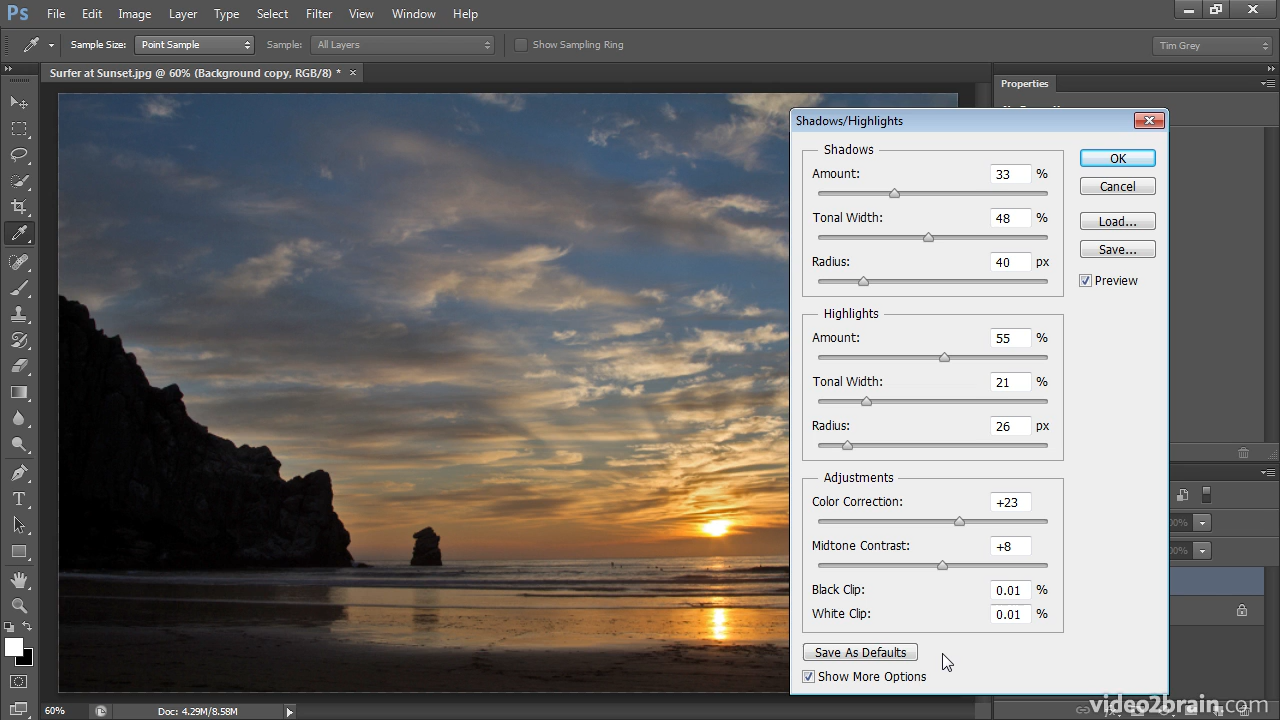 Ps File Edit Image Layer Type Select Filter View Window Help
Sample Size: Point Sample Sample: All Layers Show Sampling Ring Tim Grey
Surfer at Sunset.jpg @ 60% (Background copy, RGB/8) * ×
Properties
Shadows/Highlights
Shadows
Amount: 33 %
Tonal Width: 48 %
Radius: 40 px
Highlights
Amount: 55 %
Tonal Width: 21 %
Radius: 26 px
Adjustments
Color Correction: +23
Midtone Contrast: +8
Black Clip: 0.01 %
White Clip: 0.01 %
Save As Defaults
Show More Options
OK
Cancel
Load...
Save...
Preview
60% Doc: 4.29M/8.58M
video2brain.com